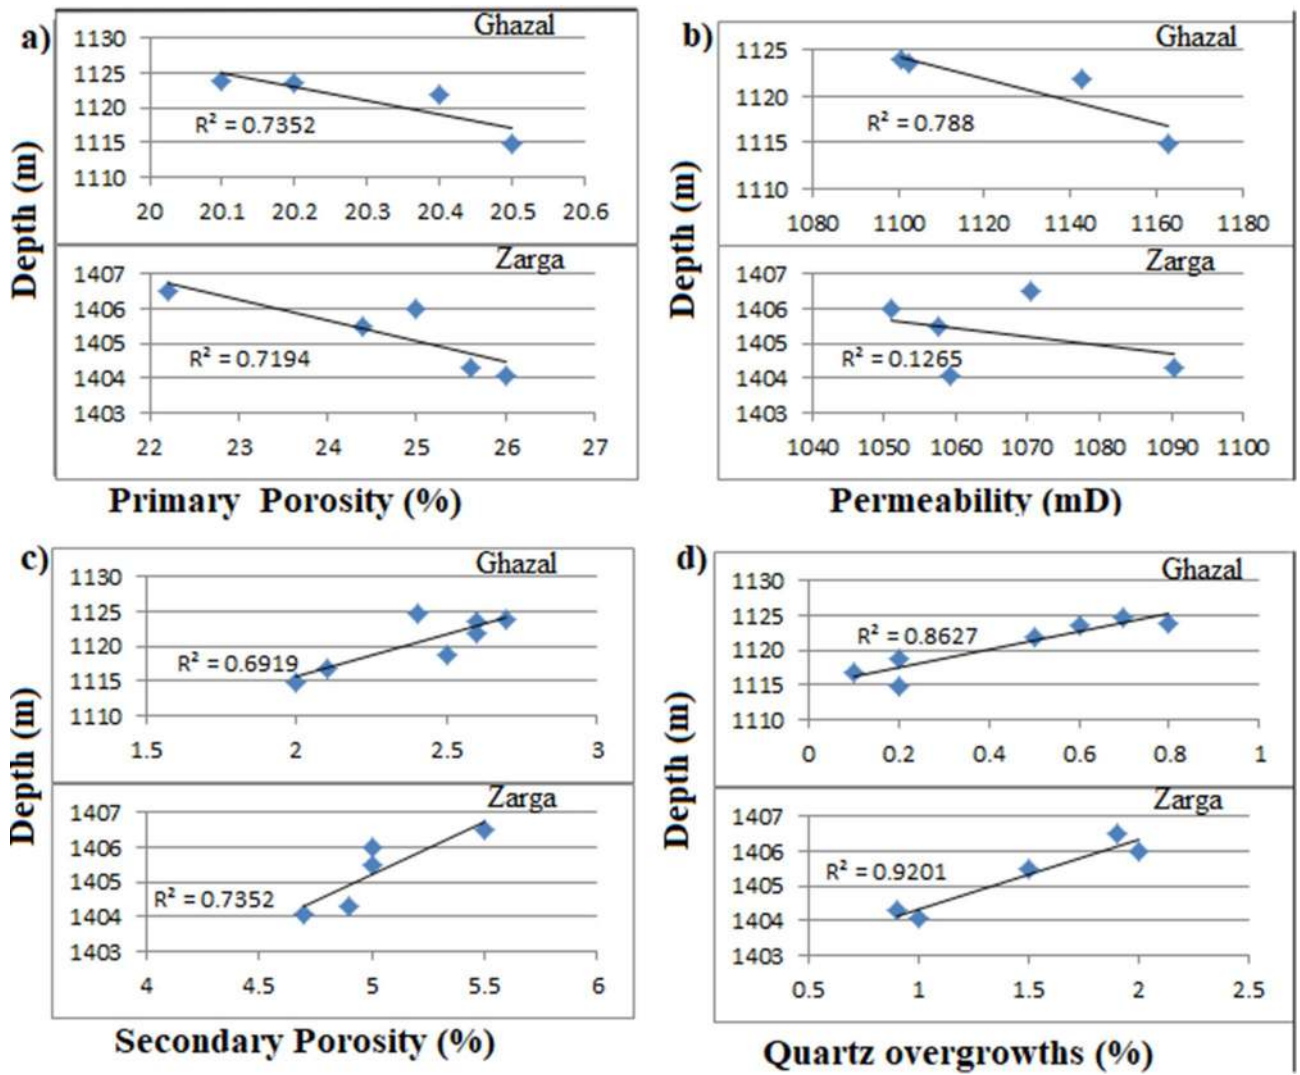 a)
Ghazal
1130
1125
1120
1115
1110
R² = 0.7352
20 20.1 20.2 20.3 20.4 20.5 20.6
Zarga
1407
1406
1405
1404
1403
R² = 0.7194
22 23 24 25 26 27
Depth (m)
Primary Porosity (%)
b)
Ghazal
1125
1120
1115
1110
R² = 0.788
1080 1100 1120 1140 1160 1180
Zarga
1407
1406
1405
1404
1403
R² = 0.1265
1040 1050 1060 1070 1080 1090 1100
Depth (m)
Permeability (mD)
c)
Ghazal
1130
1125
1120
1115
1110
R² = 0.6919
1.5 2 2.5 3
Zarga
1407
1406
1405
1404
1403
R² = 0.7352
4 4.5 5 5.5 6
Depth (m)
Secondary Porosity (%)
d)
Ghazal
1130
1125
1120
1115
1110
R² = 0.8627
0 0.2 0.4 0.6 0.8 1
Zarga
1407
1406
1405
1404
1403
R² = 0.9201
0.5 1 1.5 2 2.5
Depth (m)
Quartz overgrowths (%)